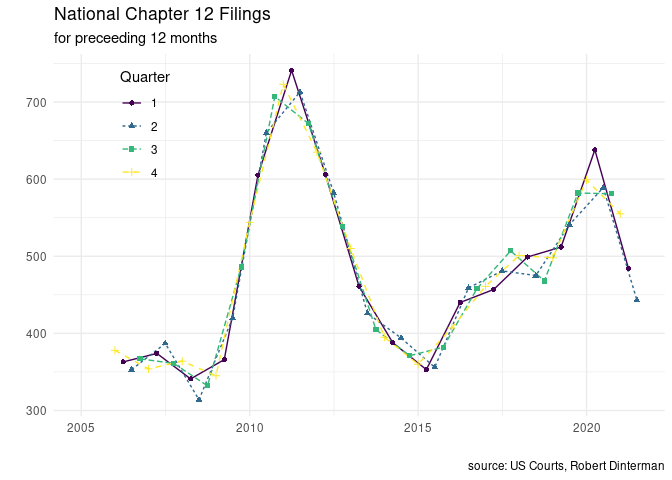 National Chapter 12 Filings
for preceeding 12 months
Quarter
1
2
3
4
700
600
500
400
300
2005 2010 2015 2020
source: US Courts, Robert Dinterman